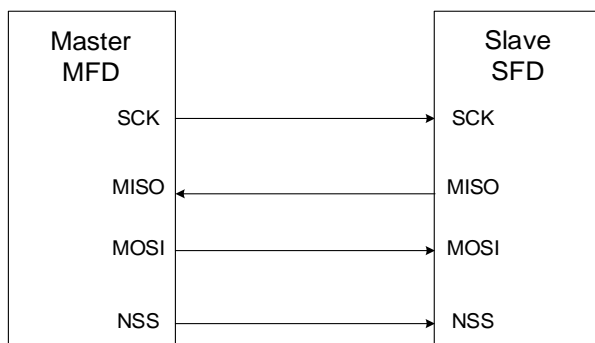 Master
MFD
SCK
MISO
MOSI
NSS
Slave
SFD
SCK
MISO
MOSI
NSS